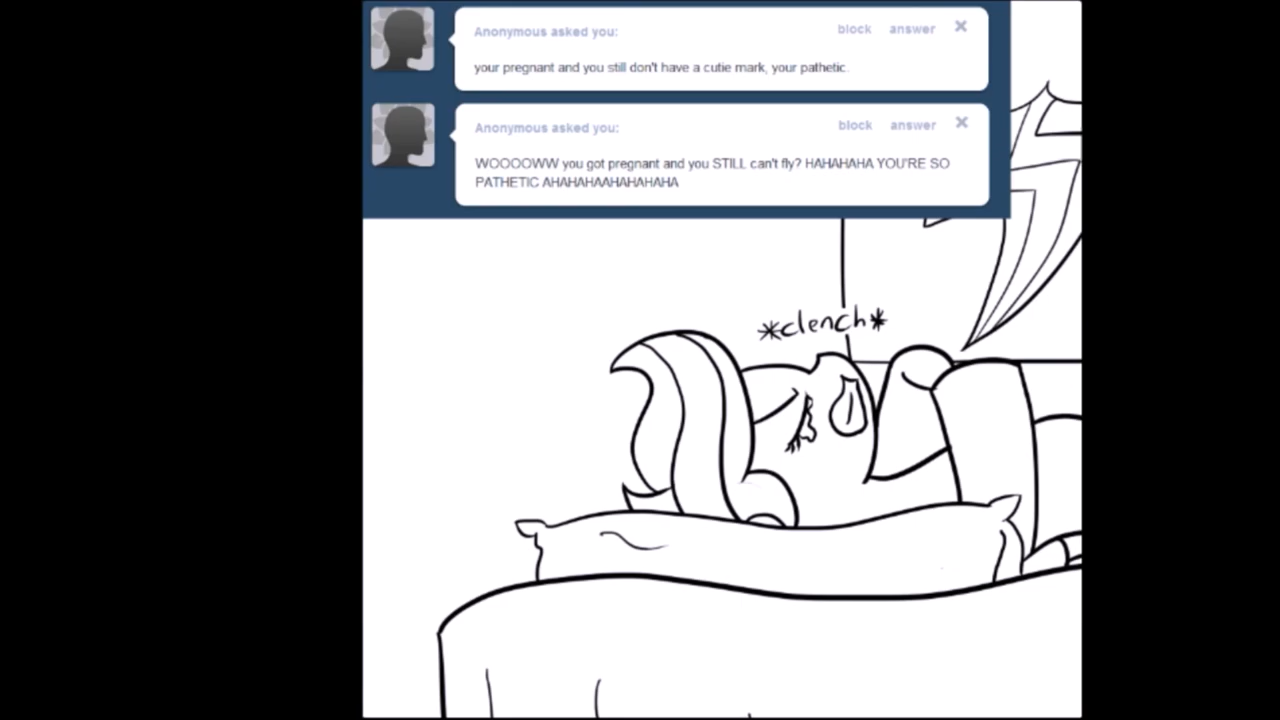 Anonymous asked you: block answer ×
your pregnant and you still don't have a cutie mark, your pathetic.
Anonymous asked you: block answer ×
WOOOOWW you got pregnant and you STILL can't fly? HAHAHAHA YOU'RE SO
PATHETIC AHAHAHAAHAHAHAHA
*clench*